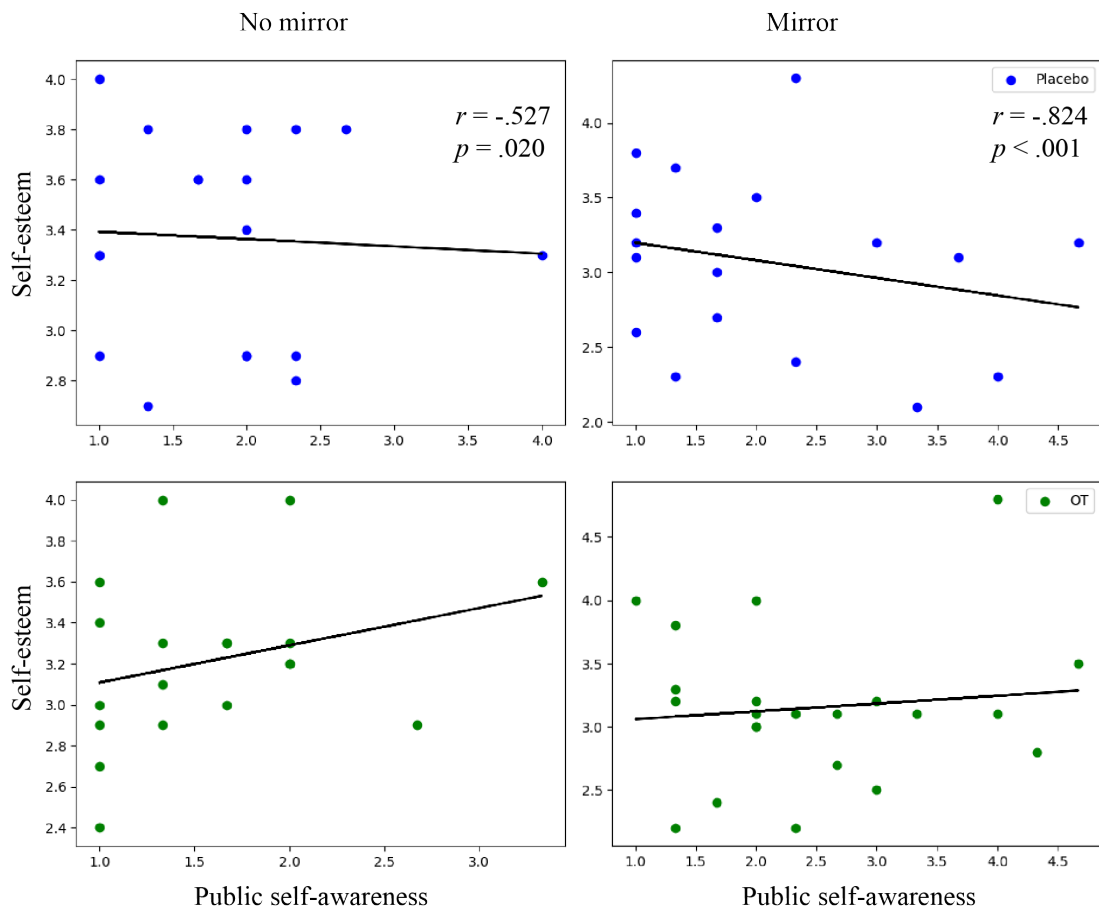 No mirror
Mirror
Placebo
r = -.527
p = .020
r = -.824
p < .001
Self-esteem
4.0
3.8
3.6
3.4
3.2
3.0
2.8
1.0 1.5 2.0 2.5 3.0 3.5 4.0
4.0
3.5
3.0
2.5
2.0
1.0 1.5 2.0 2.5 3.0 3.5 4.0 4.5
OT
Self-esteem
4.0
3.8
3.6
3.4
3.2
3.0
2.8
2.6
2.4
1.0 1.5 2.0 2.5 3.0
4.5
4.0
3.5
3.0
2.5
1.0 1.5 2.0 2.5 3.0 3.5 4.0 4.5
Public self-awareness
Public self-awareness